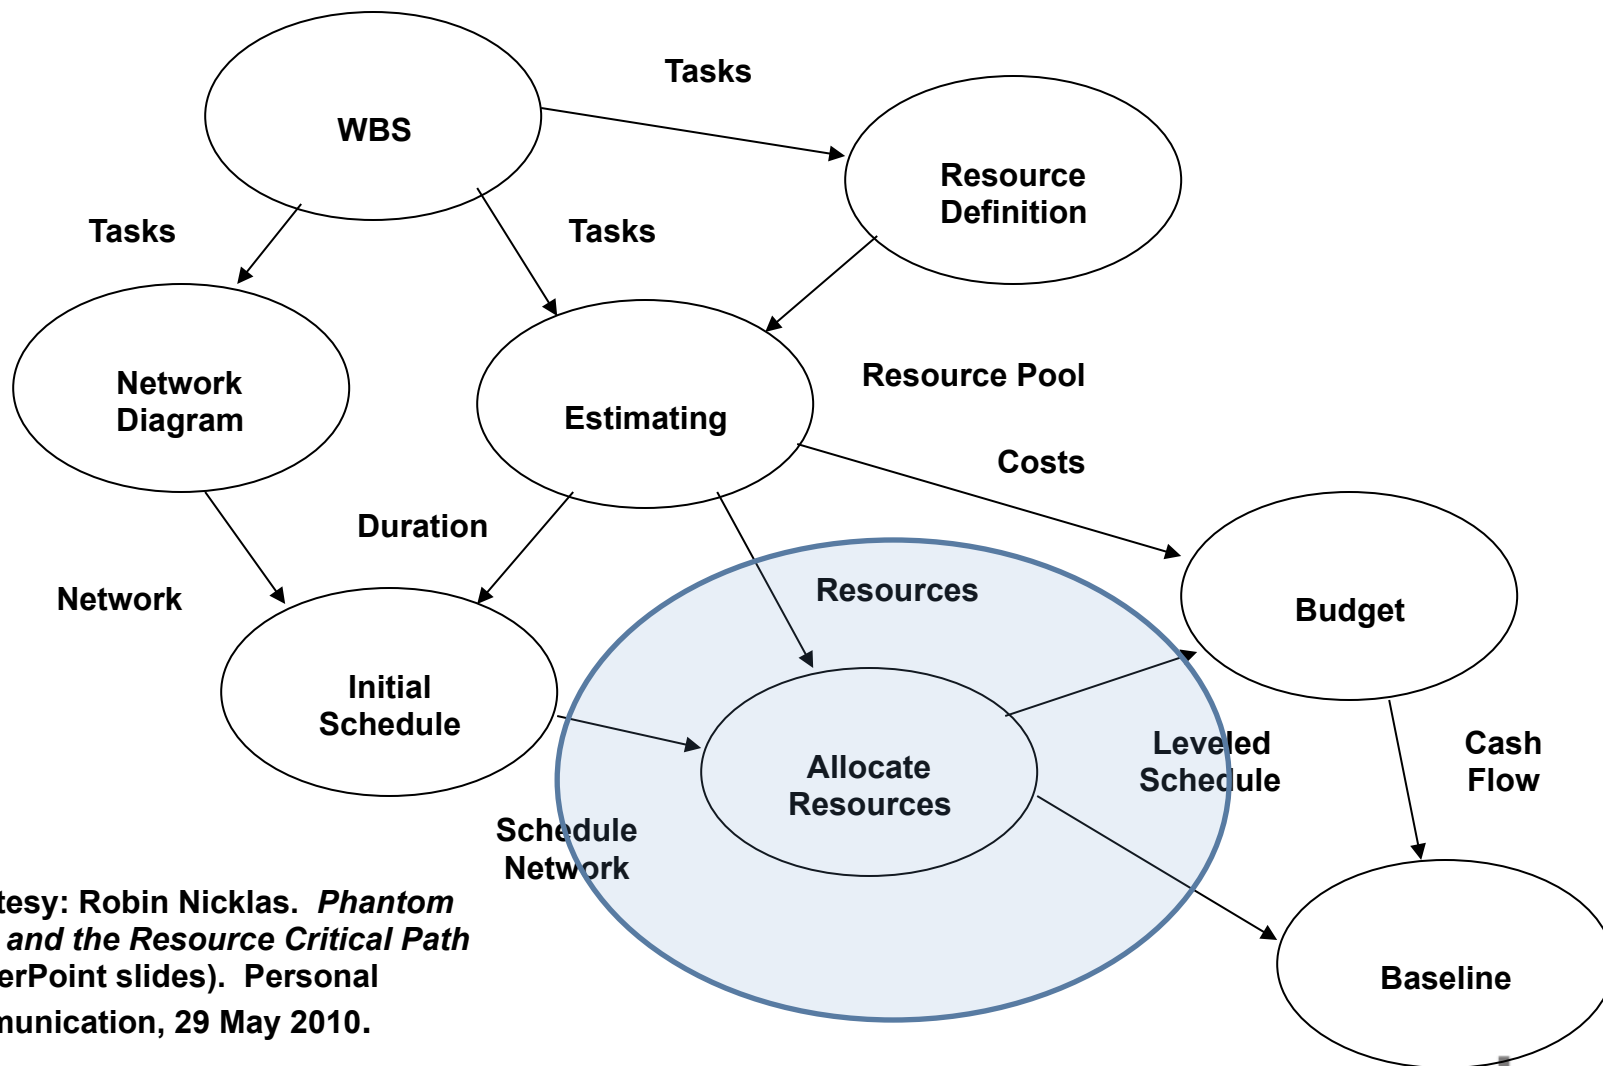 Tasks
WBS
Resource
Definition
Tasks
Tasks
Network
Diagram
Estimating
Resource Pool
Costs
Duration
Resources
Network
Budget
Initial
Schedule
Leveled
Schedule
Cash
Flow
Allocate
Resources
Schedule
Network
tesy: Robin Nicklas. Phantom
and the Resource Critical Path
erPoint slides). Personal
munication, 29 May 2010.
Baseline